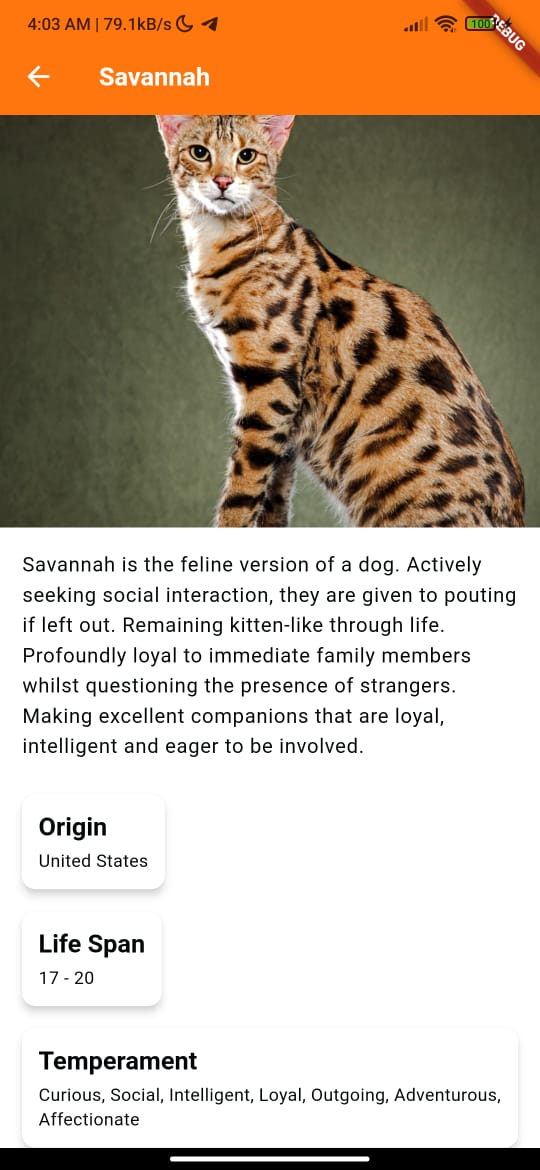 4:03 AM | 79.1kB/s
100
DEBUG
Savannah
Savannah is the feline version of a dog. Actively
seeking social interaction, they are given to pouting
if left out. Remaining kitten-like through life.
Profoundly loyal to immediate family members
whilst questioning the presence of strangers.
Making excellent companions that are loyal,
intelligent and eager to be involved.
Origin
United States
Life Span
17 - 20
Temperament
Curious, Social, Intelligent, Loyal, Outgoing, Adventurous,
Affectionate